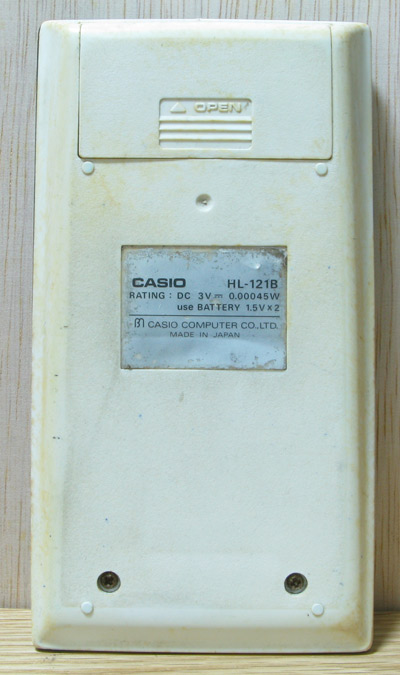 △ OPEN
CASIO HL-121B
RATING : DC 3V⎓ 0.00045W
use BATTERY 1.5V×2
CASIO COMPUTER CO.,LTD.
MADE IN JAPAN